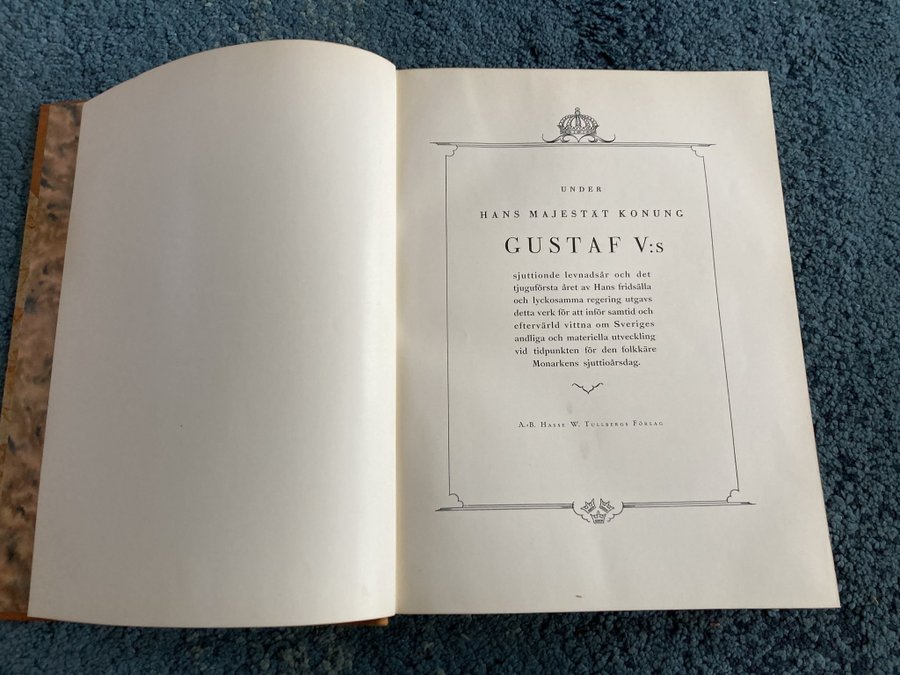 UNDER
HANS MAJESTÄT KONUNG
GUSTAF V:s
sjuttionde levnadsår och det
tjuguförsta året av Hans fridsälla
och lyckosamma regering utgavs
detta verk för att inför samtid och
eftervärld vittna om Sveriges
andliga och materiella utveckling
vid tidpunkten för den folkkäre
Monarkens sjuttioårsdag.
A.-B. Hasse W. Tullbergs Förlag